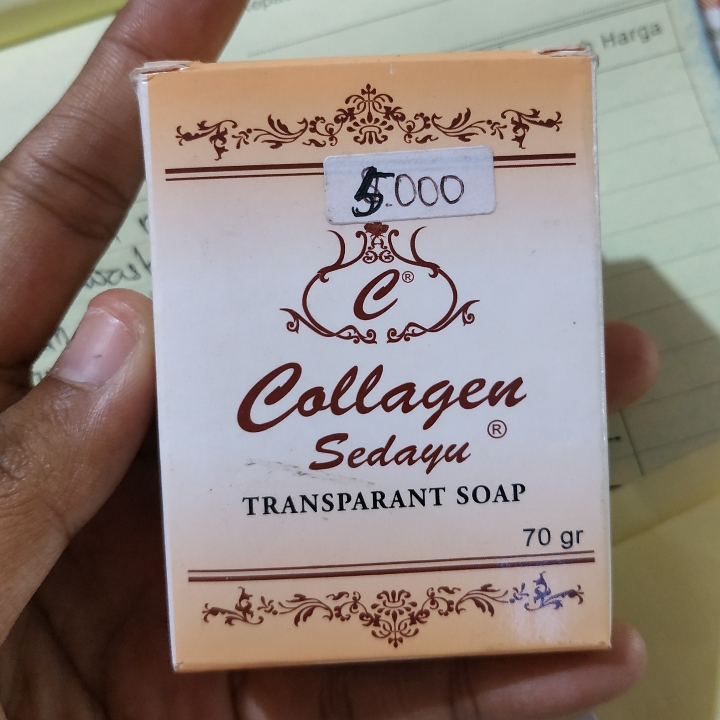 Harga
5.000
C®
Collagen
Sedayu ®
TRANSPARANT SOAP
70 gr